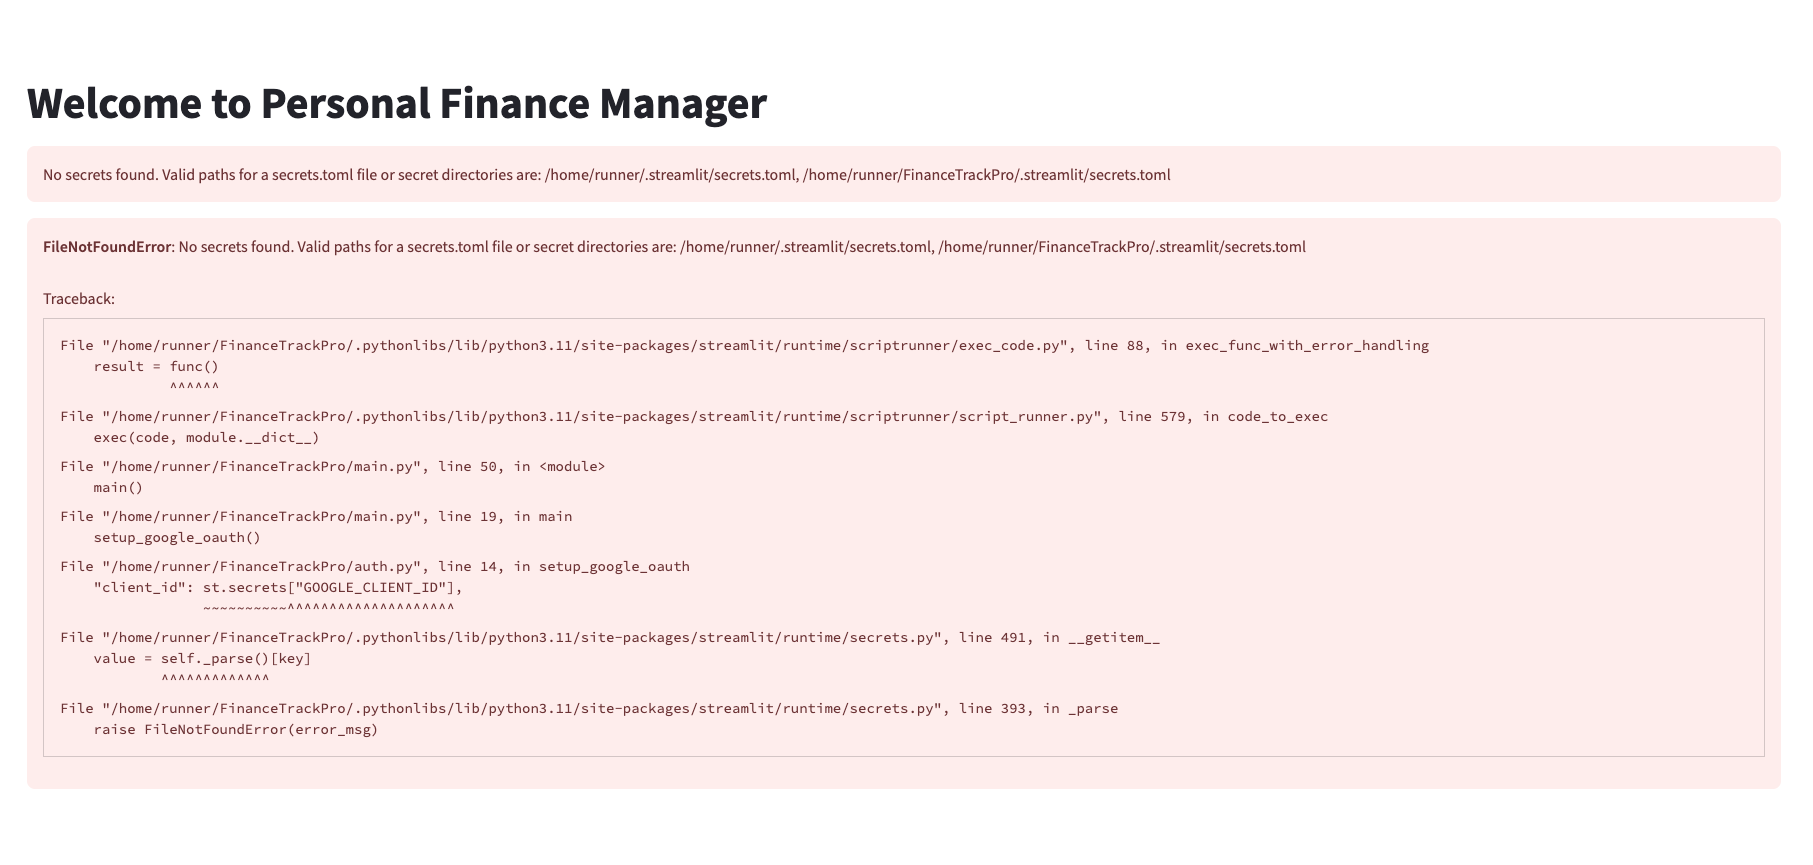 Welcome to Personal Finance Manager
No secrets found. Valid paths for a secrets.toml file or secret directories are: /home/runner/.streamlit/secrets.toml, /home/runner/FinanceTrackPro/.streamlit/secrets.toml
FileNotFoundError: No secrets found. Valid paths for a secrets.toml file or secret directories are: /home/runner/.streamlit/secrets.toml, /home/runner/FinanceTrackPro/.streamlit/secrets.toml
Traceback:
File "/home/runner/FinanceTrackPro/.pythonlibs/lib/python3.11/site-packages/streamlit/runtime/scriptrunner/exec_code.py", line 88, in exec_func_with_error_handling
    result = func()
             ^^^^^^
File "/home/runner/FinanceTrackPro/.pythonlibs/lib/python3.11/site-packages/streamlit/runtime/scriptrunner/script_runner.py", line 579, in code_to_exec
    exec(code, module.__dict__)
File "/home/runner/FinanceTrackPro/main.py", line 50, in <module>
    main()
File "/home/runner/FinanceTrackPro/main.py", line 19, in main
    setup_google_oauth()
File "/home/runner/FinanceTrackPro/auth.py", line 14, in setup_google_oauth
    "client_id": st.secrets["GOOGLE_CLIENT_ID"],
                 ~~~~~~~~~~^^^^^^^^^^^^^^^^^^^^
File "/home/runner/FinanceTrackPro/.pythonlibs/lib/python3.11/site-packages/streamlit/runtime/secrets.py", line 491, in __getitem__
    value = self._parse()[key]
            ^^^^^^^^^^^^^
File "/home/runner/FinanceTrackPro/.pythonlibs/lib/python3.11/site-packages/streamlit/runtime/secrets.py", line 393, in _parse
    raise FileNotFoundError(error_msg)